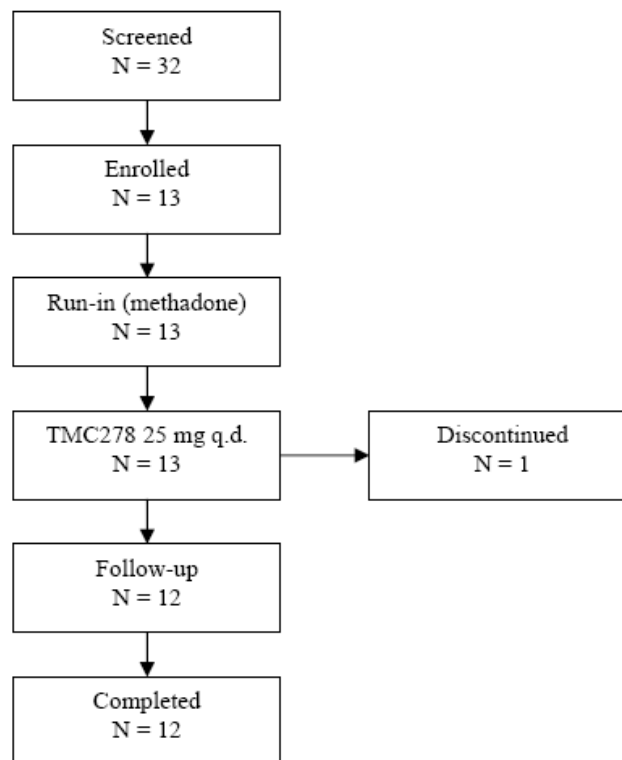 Screened
N = 32
Enrolled
N = 13
Run-in (methadone)
N = 13
TMC278 25 mg q.d.
N = 13
Discontinued
N = 1
Follow-up
N = 12
Completed
N = 12